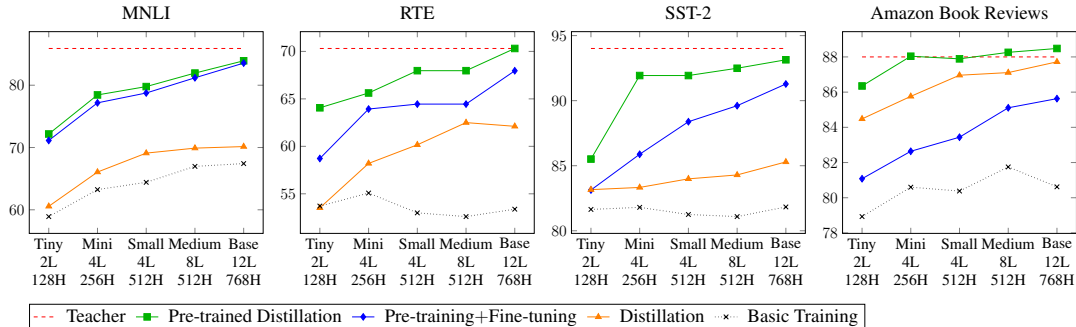 MNLI RTE SST-2 Amazon Book Reviews
80
70
60
Tiny Mini Small Medium Base
2L 4L 4L 8L 12L
128H 256H 512H 512H 768H
70
65
60
55
Tiny Mini Small Medium Base
2L 4L 4L 8L 12L
128H 256H 512H 512H 768H
95
90
85
80
Tiny Mini Small Medium Base
2L 4L 4L 8L 12L
128H 256H 512H 512H 768H
88
86
84
82
80
78
Tiny Mini Small Medium Base
2L 4L 4L 8L 12L
128H 256H 512H 512H 768H
Teacher Pre-trained Distillation Pre-training+Fine-tuning Distillation Basic Training